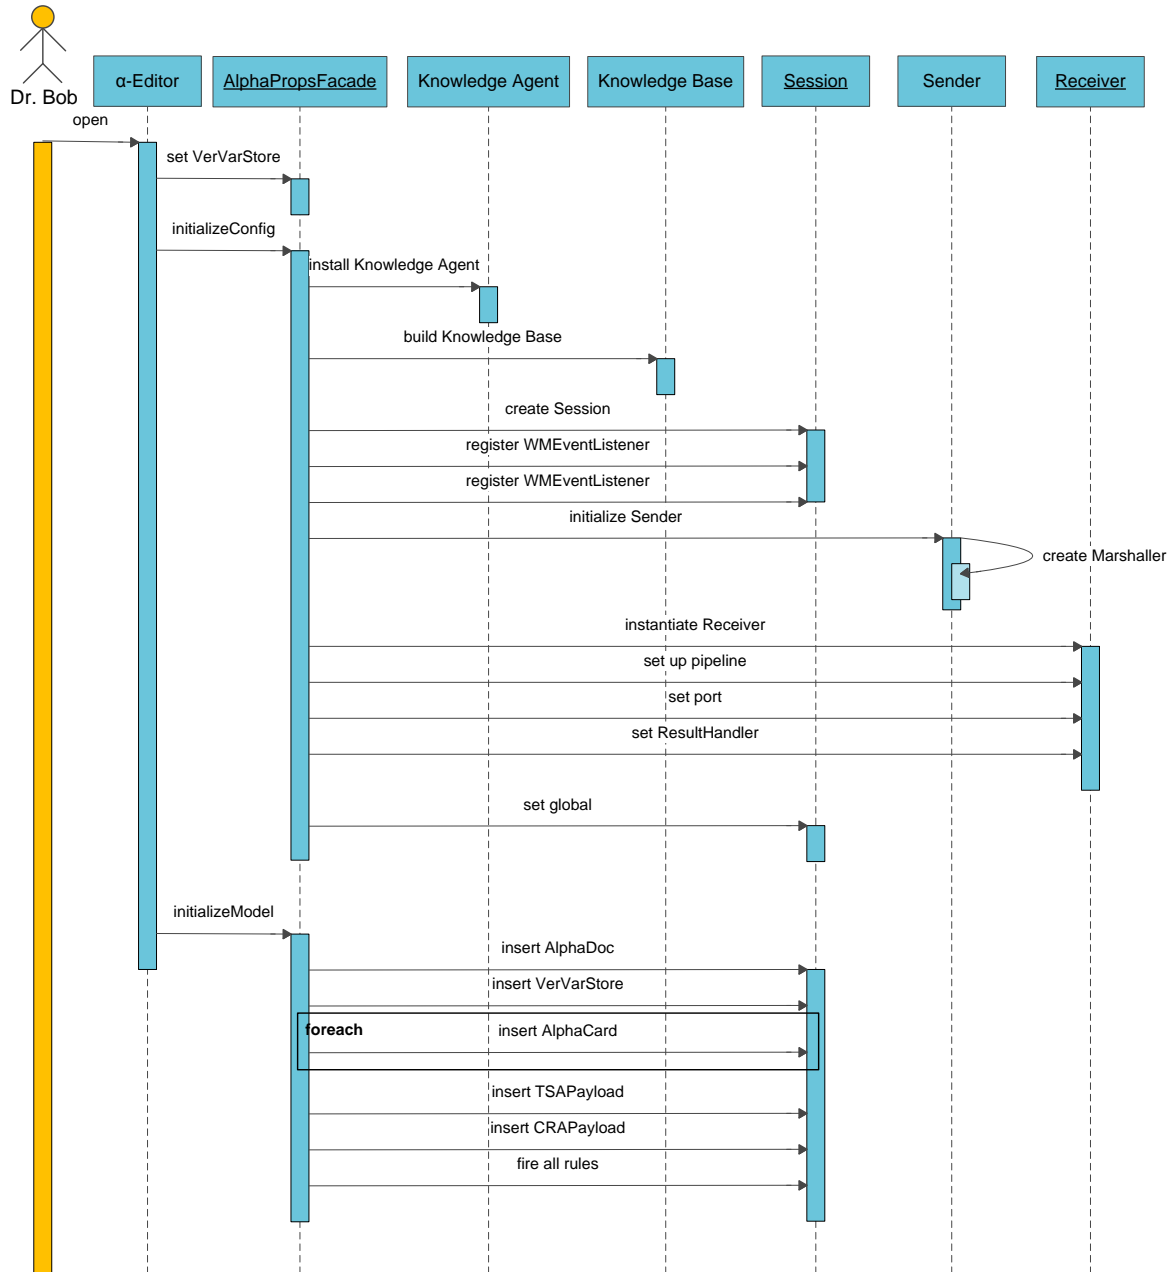 Dr. Bob
α-Editor
AlphaPropsFacade
Knowledge Agent
Knowledge Base
Session
Sender
Receiver
open
set VerVarStore
initializeConfig
install Knowledge Agent
build Knowledge Base
create Session
register WMEventListener
register WMEventListener
initialize Sender
create Marshaller
instantiate Receiver
set up pipeline
set port
set ResultHandler
set global
initializeModel
insert AlphaDoc
insert VerVarStore
foreach
insert AlphaCard
insert TSAPayload
insert CRAPayload
fire all rules